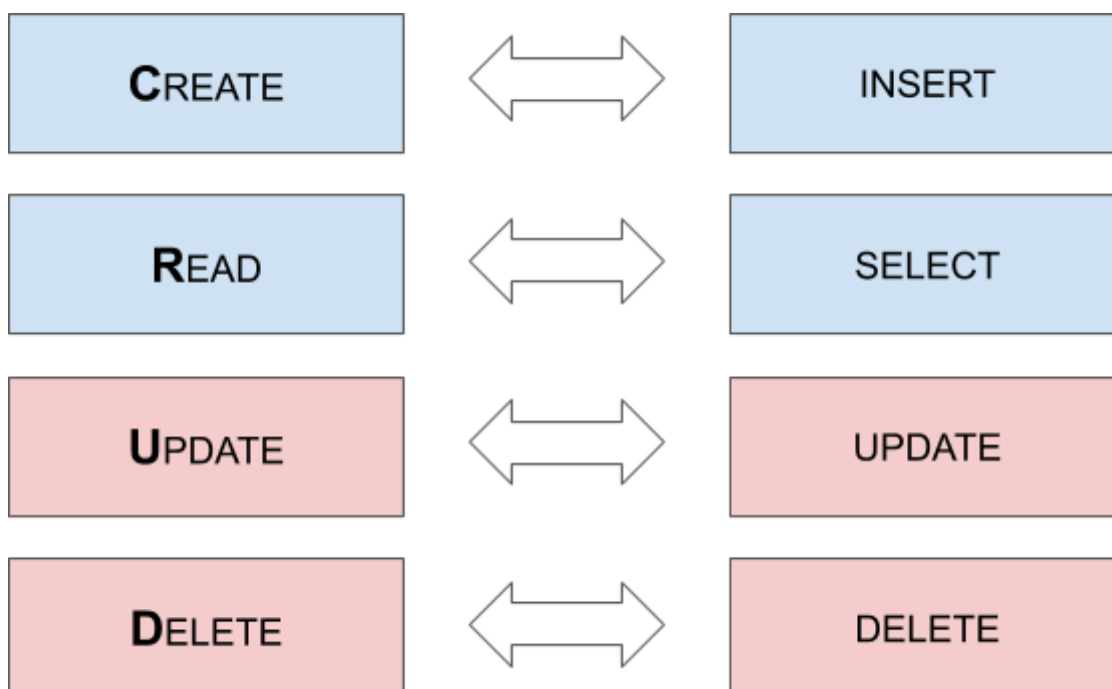 CREATE
INSERT
READ
SELECT
UPDATE
UPDATE
DELETE
DELETE